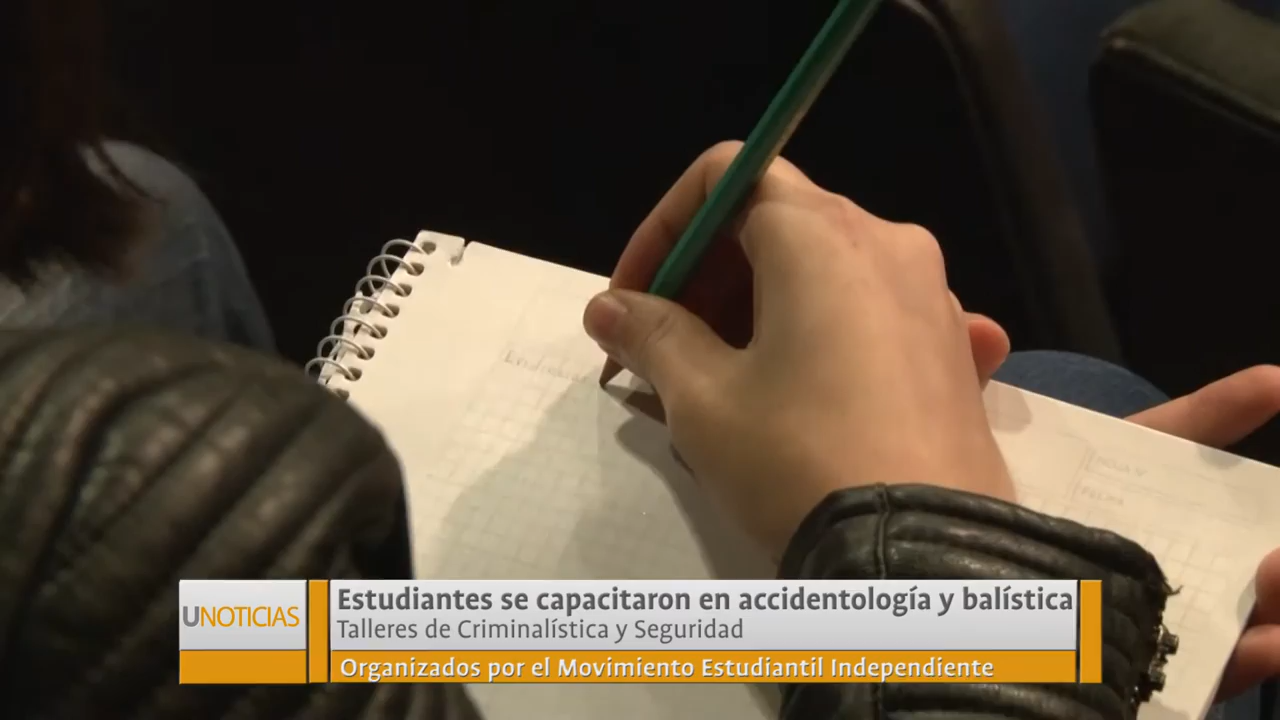 UNOTICIAS
Estudiantes se capacitaron en accidentología y balística
Talleres de Criminalística y Seguridad
Organizados por el Movimiento Estudiantil Independiente